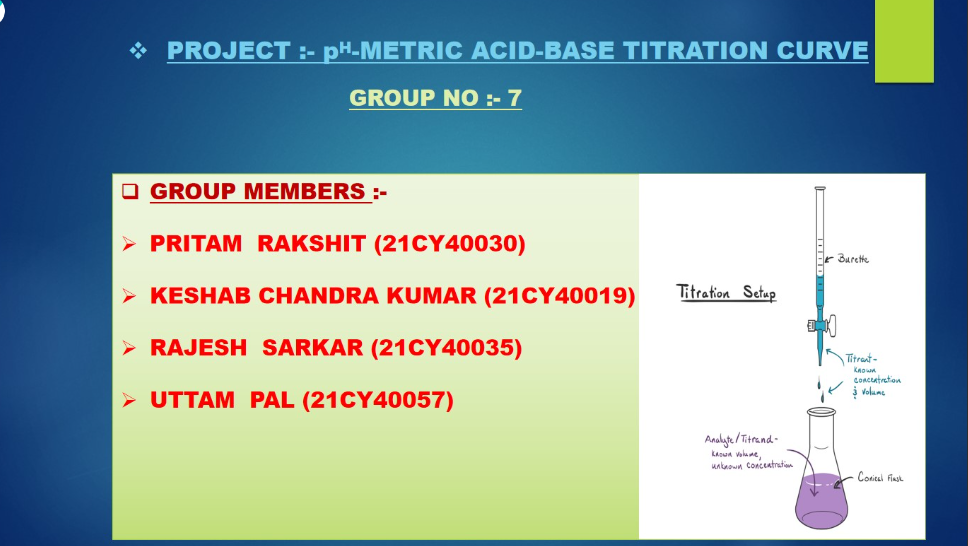 ❖ PROJECT :- pᴴ-METRIC ACID-BASE TITRATION CURVE
GROUP NO :- 7
❑ GROUP MEMBERS :-
➢ PRITAM RAKSHIT (21CY40030)
➢ KESHAB CHANDRA KUMAR (21CY40019)
➢ RAJESH SARKAR (21CY40035)
➢ UTTAM PAL (21CY40057)
Titration Setup
Burette
Titrant-
known
concentration
& volume
Analyte/Titrand-
known volume,
unknown concentration
Conical Flask